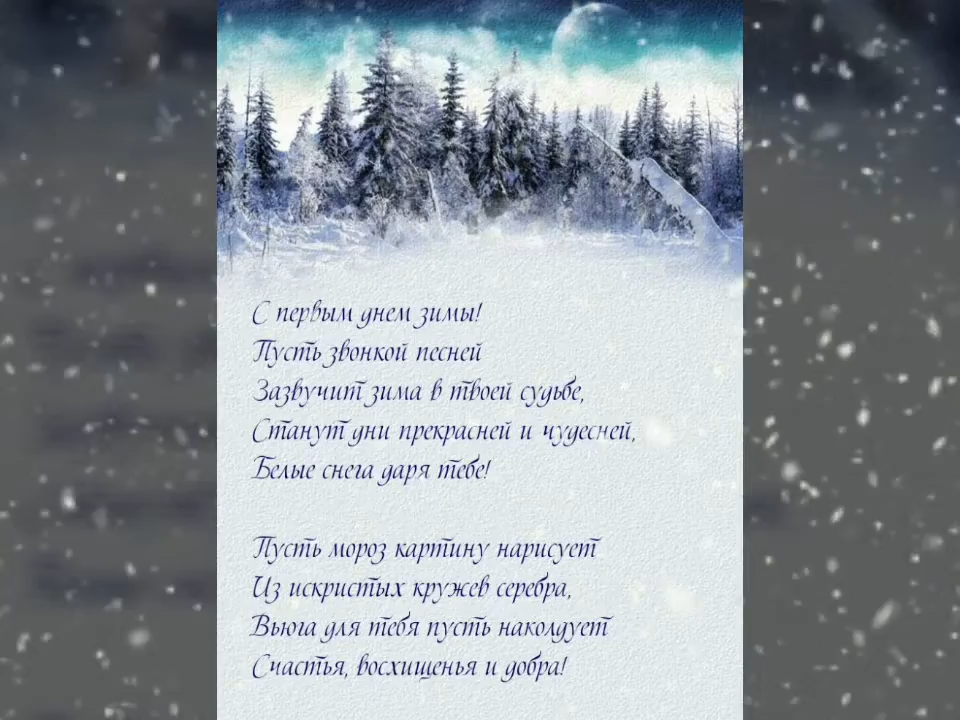 С первым днем зимы!
Пусть звонкой песней
Зазвучит зима в твоей судьбе,
Станут дни прекрасней и чудесней,
Белые снега даря тебе!
Пусть мороз картину нарисует
Из искристых кружев серебра,
Вьюга для тебя пусть наколдует
Счастья, восхищенья и добра!